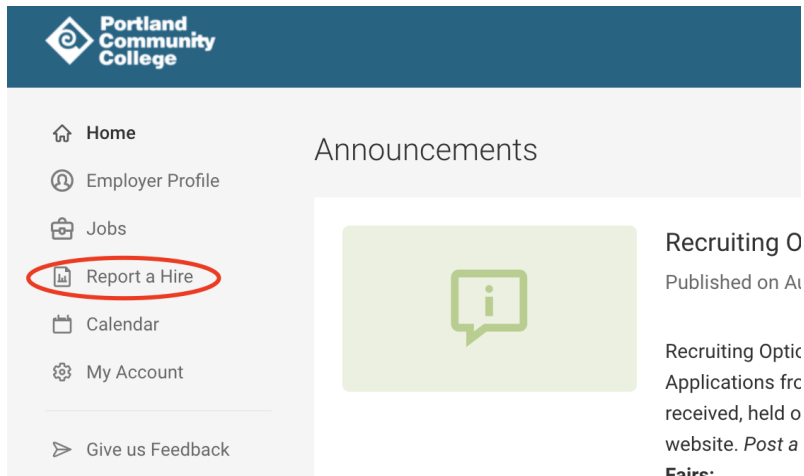 Portland
Community
College
Home
Employer Profile
Jobs
Report a Hire
Calendar
My Account
Give us Feedback
Announcements
i
Recruiting O
Published on Au
Recruiting Optio
Applications fro
received, held o
website. Post a
Fairs: